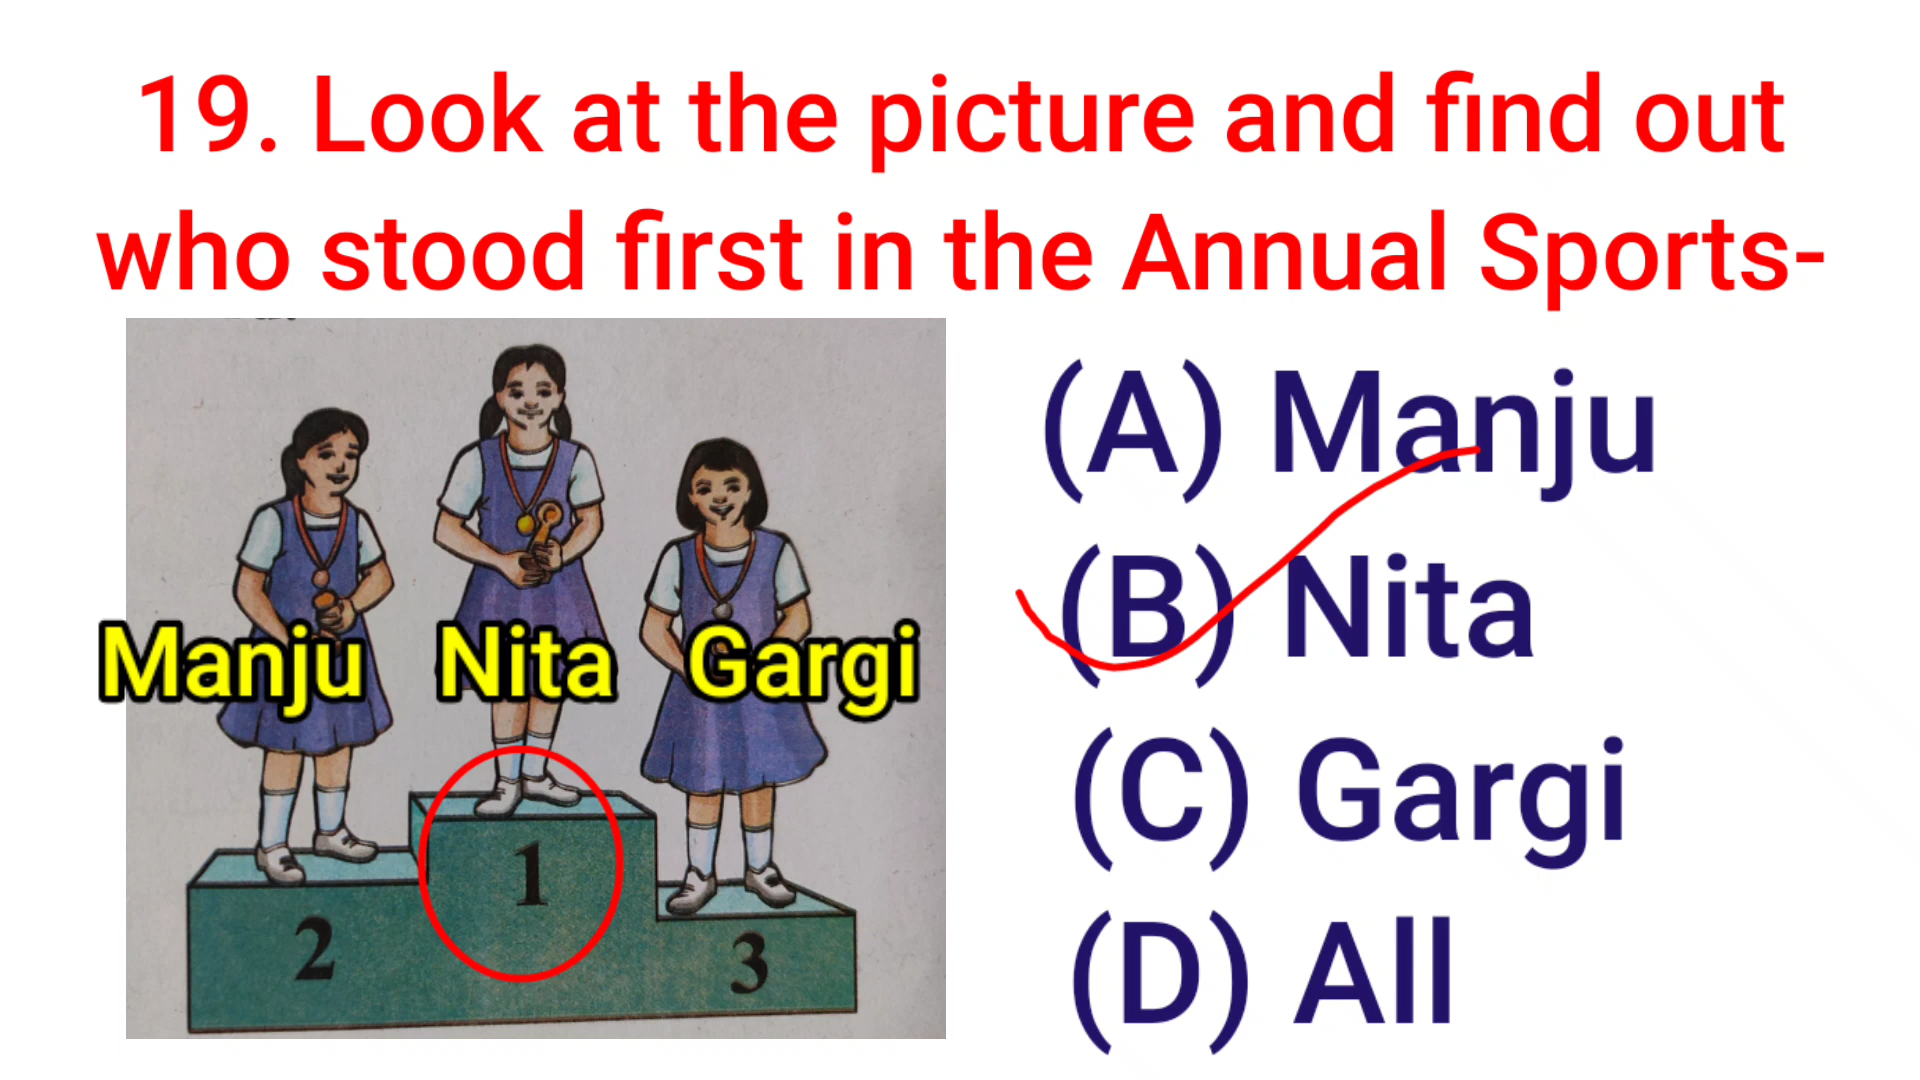 19. Look at the picture and find out
who stood first in the Annual Sports-
(A) Manju
(B) Nita
(C) Gargi
(D) All
Manju Nita Gargi
1
2
3